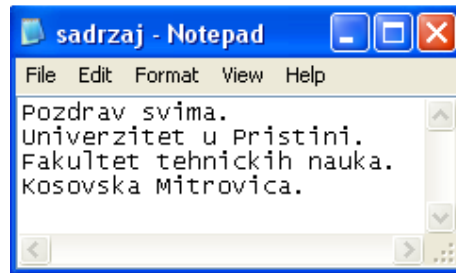 sadrzaj - Notepad
File Edit Format View Help
Pozdrav svima.
Univerzitet u Pristini.
Fakultet tehnickih nauka.
Kosovska Mitrovica.